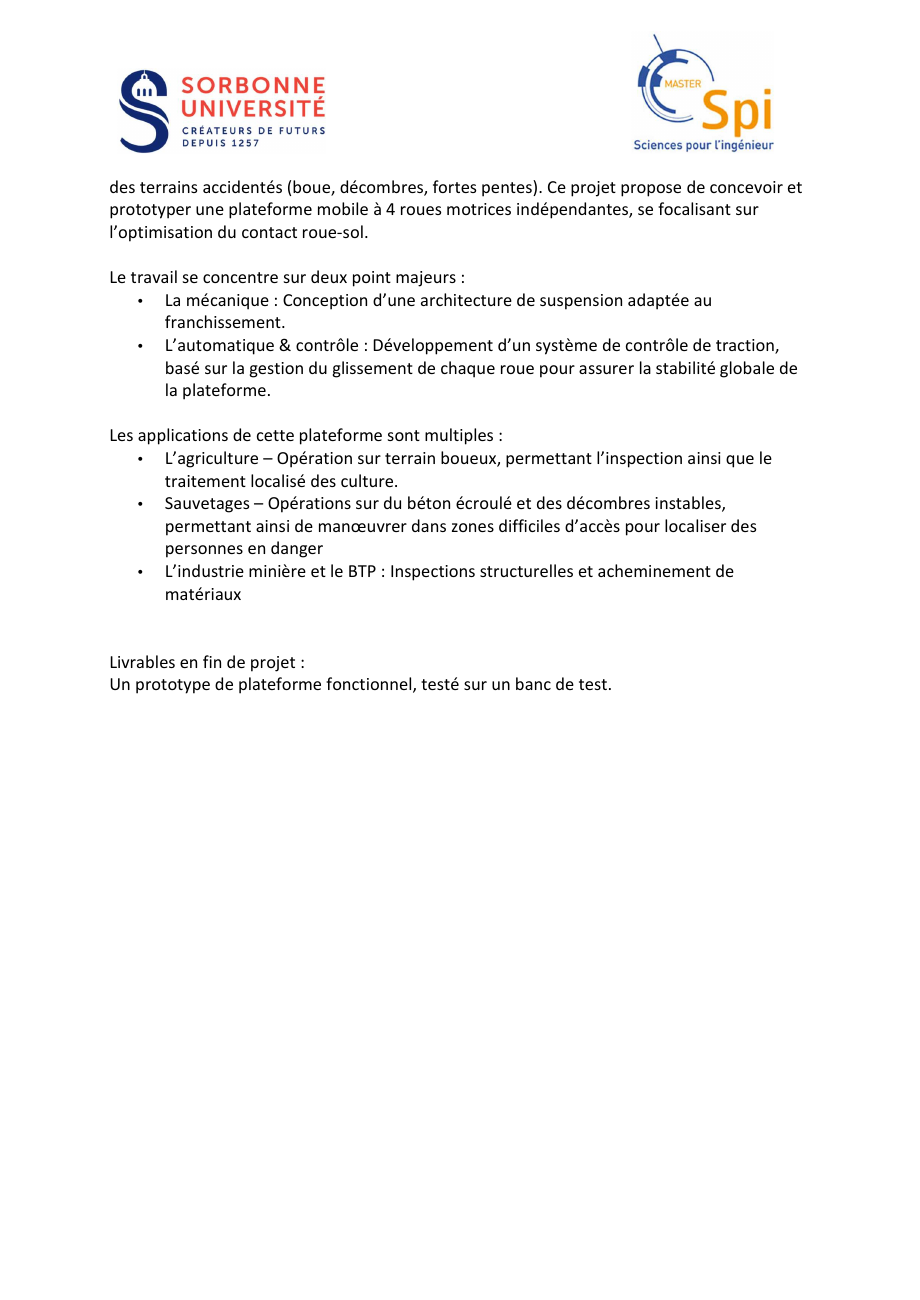 SORBONNE
UNIVERSITÉ
CRÉATEURS DE FUTURS
DEPUIS 1257
MASTER
Spi
Sciences pour l'ingénieur
des terrains accidentés (boue, décombres, fortes pentes). Ce projet propose de concevoir et
prototyper une plateforme mobile à 4 roues motrices indépendantes, se focalisant sur
l’optimisation du contact roue-sol.
Le travail se concentre sur deux point majeurs :
• La mécanique : Conception d’une architecture de suspension adaptée au
franchissement.
• L’automatique & contrôle : Développement d’un système de contrôle de traction,
basé sur la gestion du glissement de chaque roue pour assurer la stabilité globale de
la plateforme.
Les applications de cette plateforme sont multiples :
• L’agriculture – Opération sur terrain boueux, permettant l’inspection ainsi que le
traitement localisé des culture.
• Sauvetages – Opérations sur du béton écroulé et des décombres instables,
permettant ainsi de manœuvrer dans zones difficiles d’accès pour localiser des
personnes en danger
• L’industrie minière et le BTP : Inspections structurelles et acheminement de
matériaux
Livrables en fin de projet :
Un prototype de plateforme fonctionnel, testé sur un banc de test.